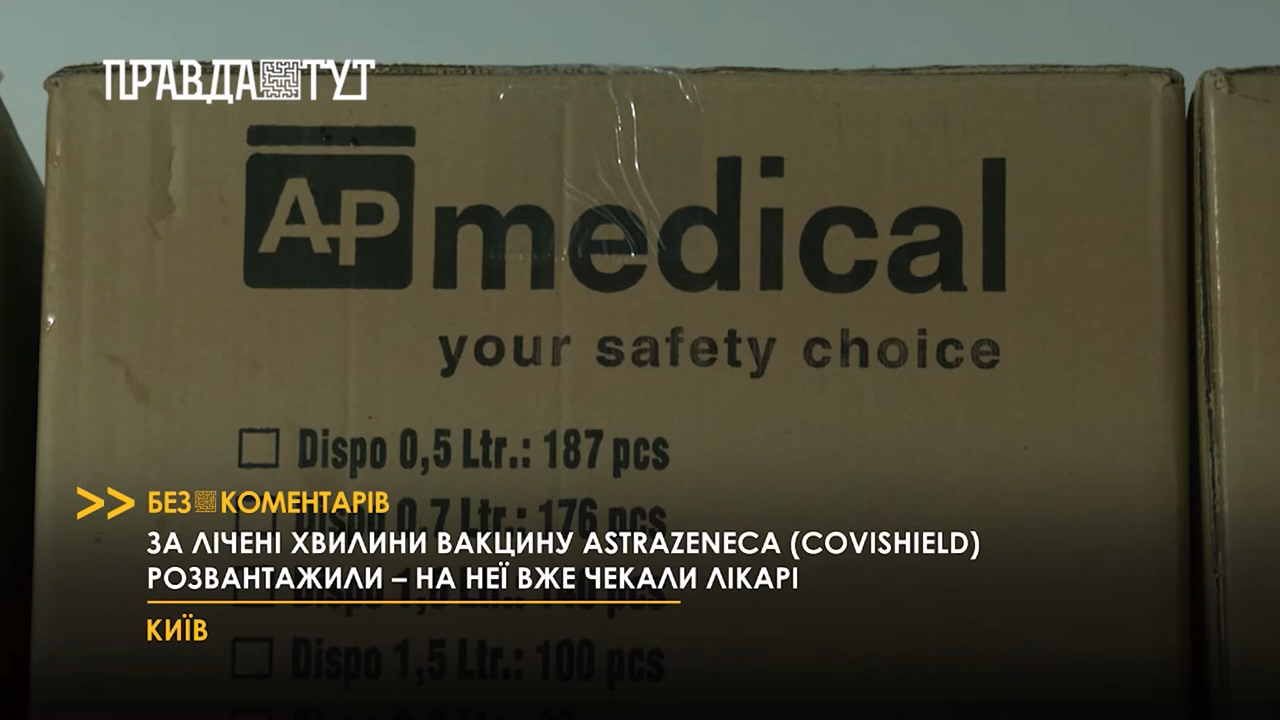 ПРАВДА ТУТ
AP medical
your safety choice
Dispo 0,5 Ltr.: 187 pcs
Dispo 0,7 Ltr.: 176 pcs
>> БЕЗ КОМЕНТАРІВ
ЗА ЛІЧЕНІ ХВИЛИНИ ВАКЦИНУ ASTRAZENECA (COVISHIELD)
РОЗВАНТАЖИЛИ – НА НЕЇ ВЖЕ ЧЕКАЛИ ЛІКАРІ
КИЇВ
Dispo 1,5 Ltr.: 100 pcs